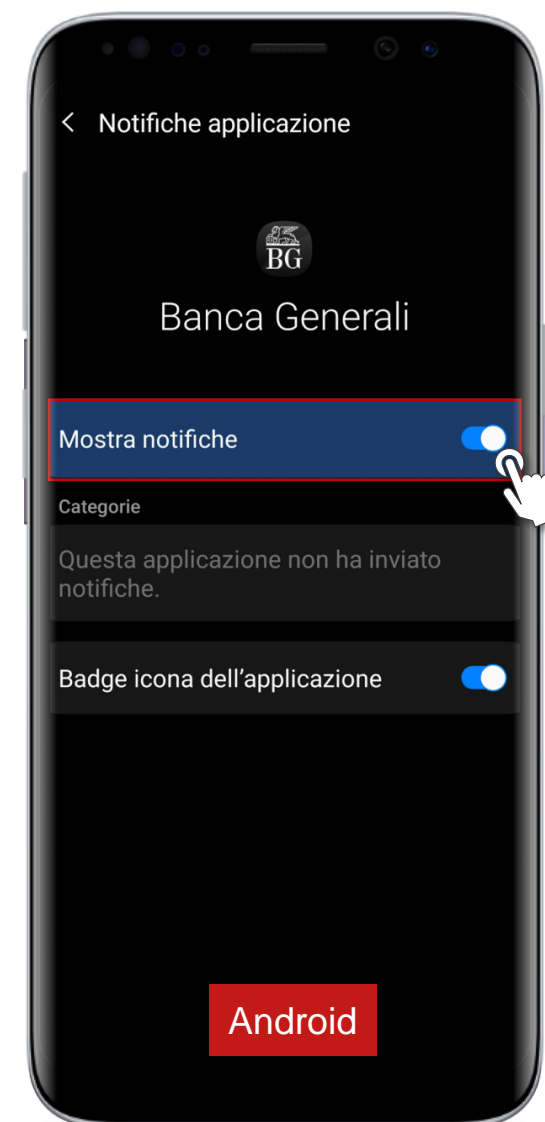 Notifiche applicazione
BG
Banca Generali
Mostra notifiche
Categorie
Questa applicazione non ha inviato
notifiche.
Badge icona dell’applicazione
Android